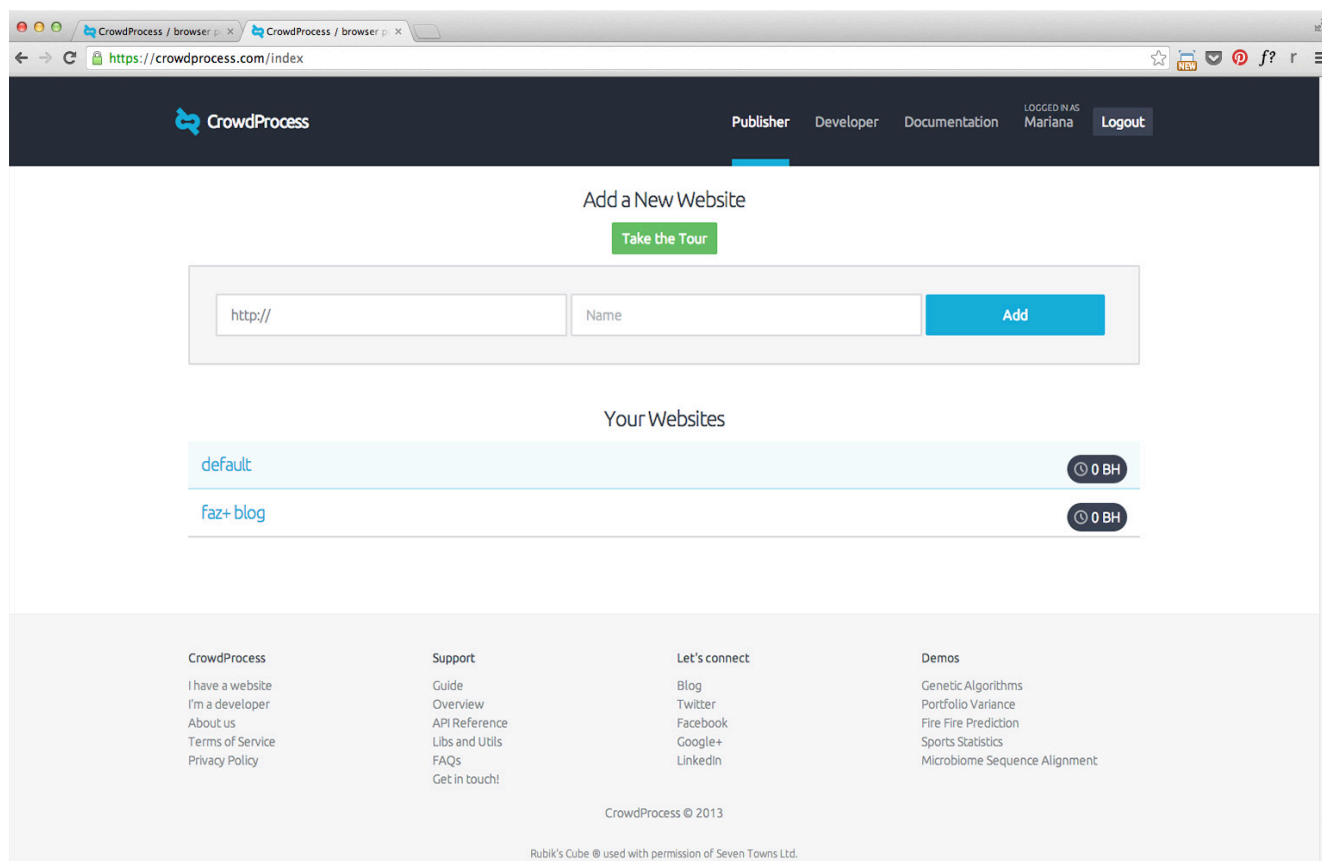 CrowdProcess / browser p
CrowdProcess / browser p
https://crowdprocess.com/index
NEW
f?
r
CrowdProcess
Publisher
Developer
Documentation
LOGGED IN AS
Mariana
Logout
Add a New Website
Take the Tour
http://
Name
Add
Your Websites
default
0 BH
faz+ blog
0 BH
CrowdProcess
I have a website
I'm a developer
About us
Terms of Service
Privacy Policy
Support
Guide
Overview
API Reference
Libs and Utils
FAQs
Get in touch!
Let's connect
Blog
Twitter
Facebook
Google+
LinkedIn
Demos
Genetic Algorithms
Portfolio Variance
Fire Fire Prediction
Sports Statistics
Microbiome Sequence Alignment
CrowdProcess © 2013
Rubik's Cube ® used with permission of Seven Towns Ltd.